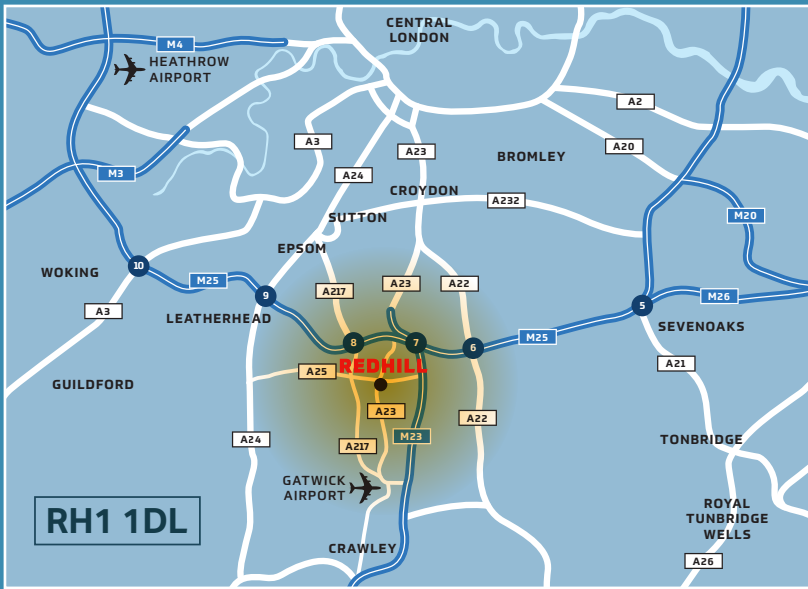 CENTRAL
LONDON
M4
HEATHROW
AIRPORT
A2
A3
A23
A20
BROMLEY
M3
A24
CROYDON
A232
SUTTON
M20
EPSOM
10
WOKING
M25
A217
A23
A22
9
M26
5
A3
LEATHERHEAD
SEVENOAKS
M25
8
7
6
REDHILL
A21
A25
GUILDFORD
A23
A22
M23
A24
A217
TONBRIDGE
GATWICK
AIRPORT
ROYAL
TUNBRIDGE
WELLS
RH1 1DL
CRAWLEY
A26